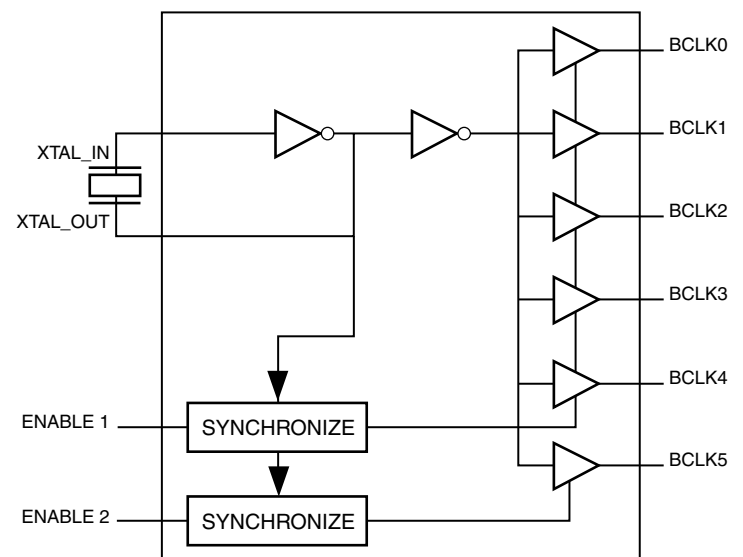 BCLK0
BCLK1
XTAL_IN
XTAL_OUT
BCLK2
BCLK3
BCLK4
ENABLE 1
SYNCHRONIZE
BCLK5
ENABLE 2
SYNCHRONIZE